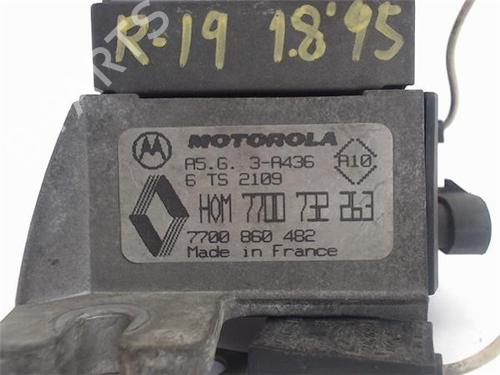 R-19 1.8'95
MOTOROLA
A5.G. 3-A436
A10
6 TS 2109
HOM 7700 732 263
7700 860 482
Made in France